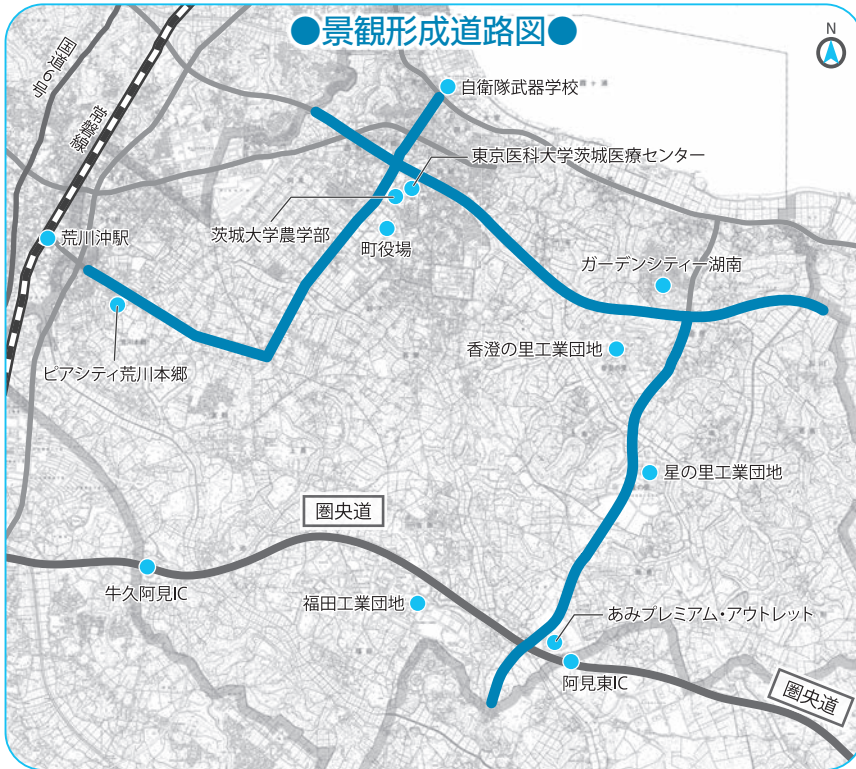 ●景観形成道路図●
N
国道6号
常磐線
自衛隊武器学校
東京医科大学茨城医療センター
茨城大学農学部
町役場
荒川沖駅
ガーデンシティー湖南
香澄の里工業団地
ピアシティ荒川本郷
星の里工業団地
圏央道
牛久阿見IC
福田工業団地
あみプレミアム・アウトレット
阿見東IC
圏央道